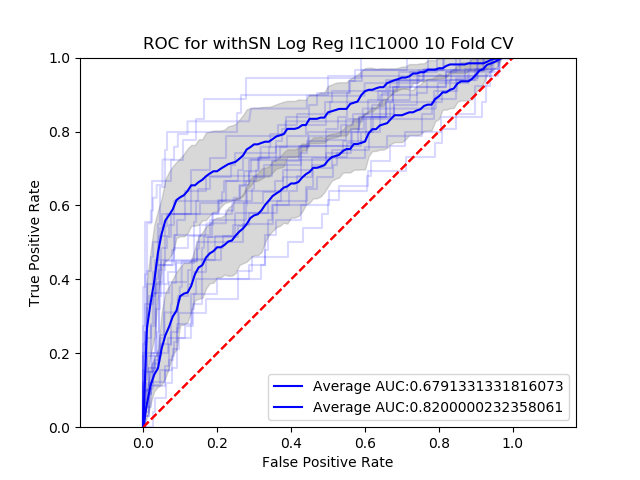 ROC for withSN Log Reg l1C1000 10 Fold CV
True Positive Rate
1.0
0.8
0.6
0.4
0.2
0.0
Average AUC:0.6791331331816073
Average AUC:0.8200000232358061
0.0 0.2 0.4 0.6 0.8 1.0
False Positive Rate